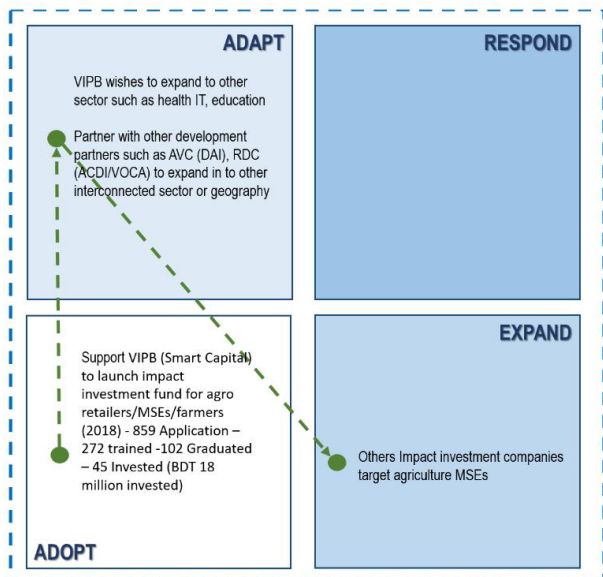 ADAPT
VIPB wishes to expand to other
sector such as health IT, education
Partner with other development
partners such as AVC (DAI), RDC
(ACDI/VOCA) to expand in to other
interconnected sector or geography
RESPOND
Support VIPB (Smart Capital)
to launch impact
investment fund for agro
retailers/MSEs/farmers
(2018) - 859 Application –
272 trained -102 Graduated
– 45 Invested (BDT 18
million invested)
ADOPT
EXPAND
Others Impact investment companies
target agriculture MSEs